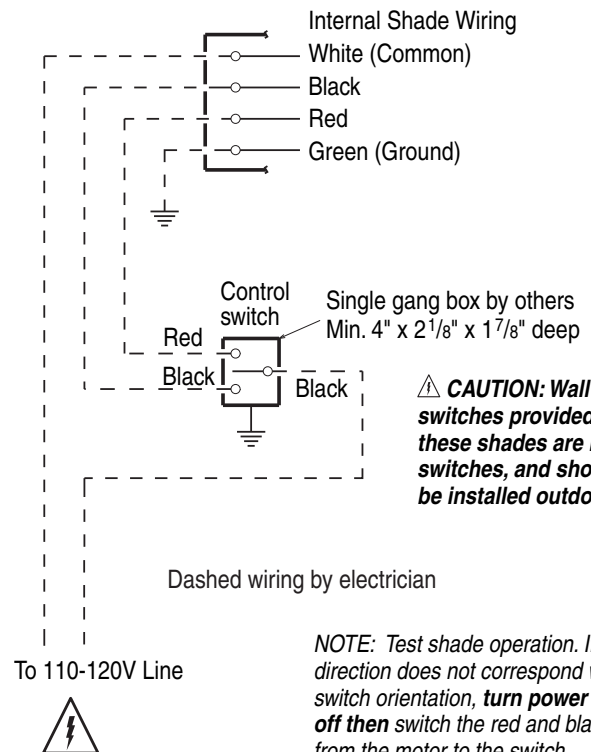 Internal Shade Wiring
White (Common)
Black
Red
Green (Ground)
Control
switch
Single gang box by others
Min. 4" x 2 1/8" x 1 7/8" deep
Red
Black
Black
CAUTION: Wall
switches provided
these shades are
switches, and
be installed
Dashed wiring by electrician
To 110-120V Line
NOTE: Test shade operation.
direction does not correspond
switch orientation, turn power
off then switch the red and
from the motor to the switch